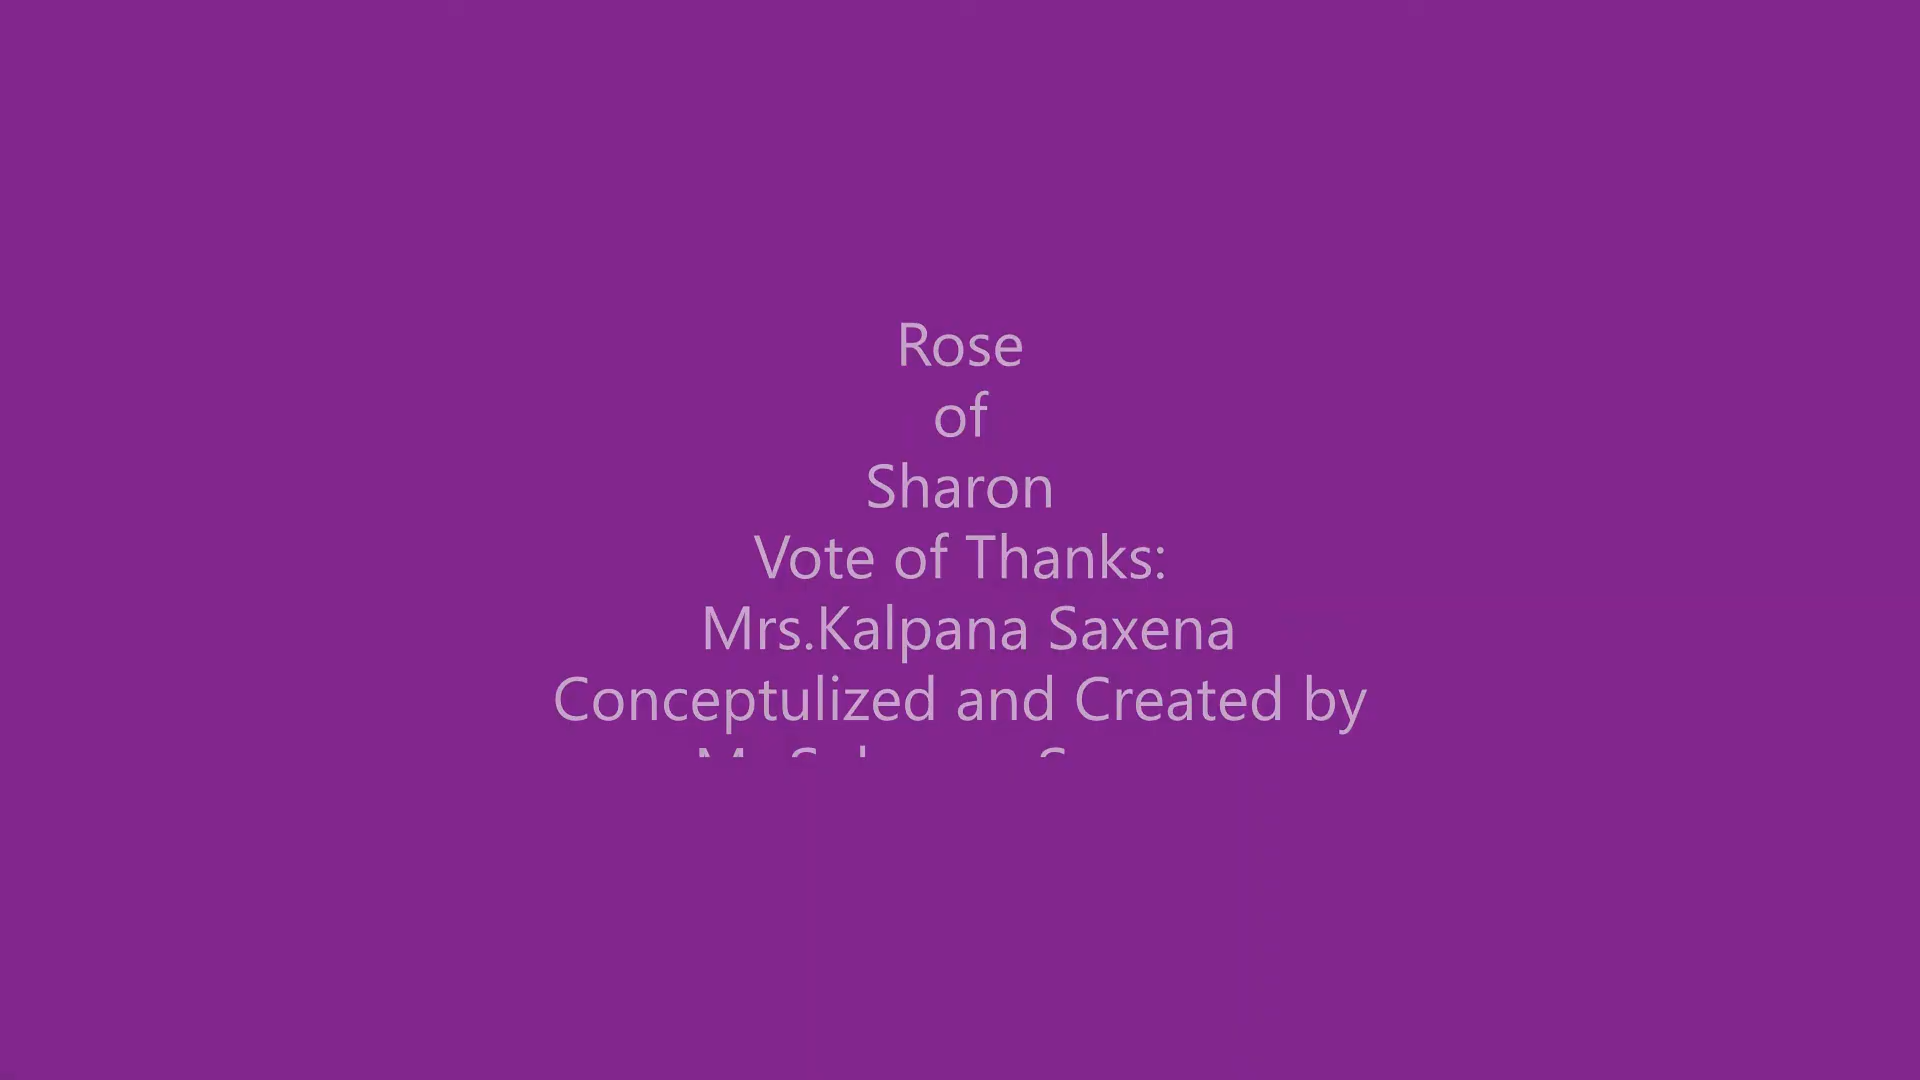 Rose
of
Sharon
Vote of Thanks:
Mrs.Kalpana Saxena
Conceptulized and Created by